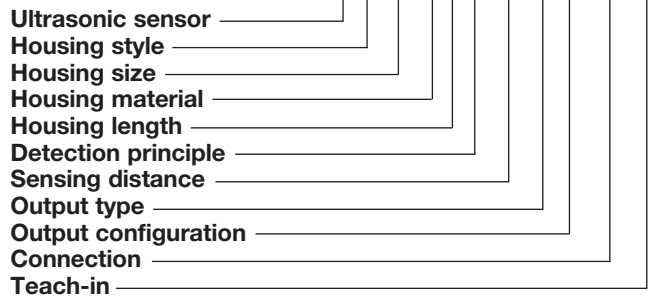 Ultrasonic sensor
Housing style
Housing size
Housing material
Housing length
Detection principle
Sensing distance
Output type
Output configuration
Connection
Teach-in